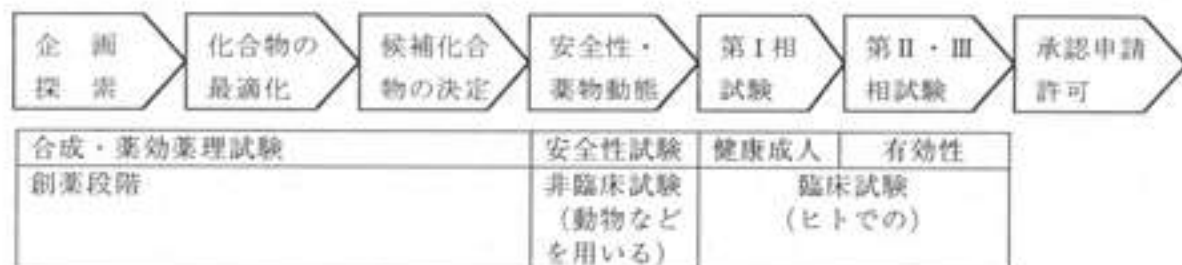 企画
探索
化合物の
最適化
候補化合
物の決定
安全性・
薬物動態
第Ⅰ相
試験
第Ⅱ・Ⅲ
相試験
承認申請
許可
合成・薬効薬理試験
安全性試験
健康成人
有効性
創薬段階
非臨床試験
(動物など
を用いる)
臨床試験
(ヒトでの)